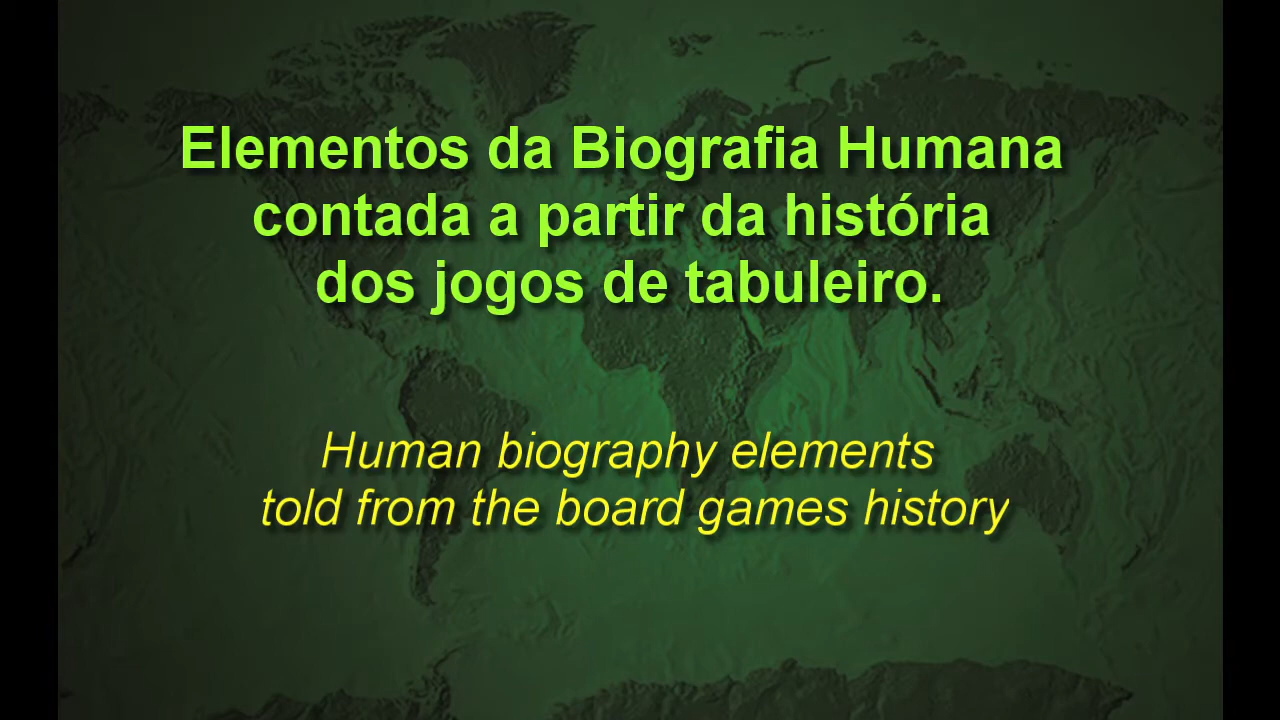 Elementos da Biografia Humana
contada a partir da história
dos jogos de tabuleiro.
Human biography elements
told from the board games history